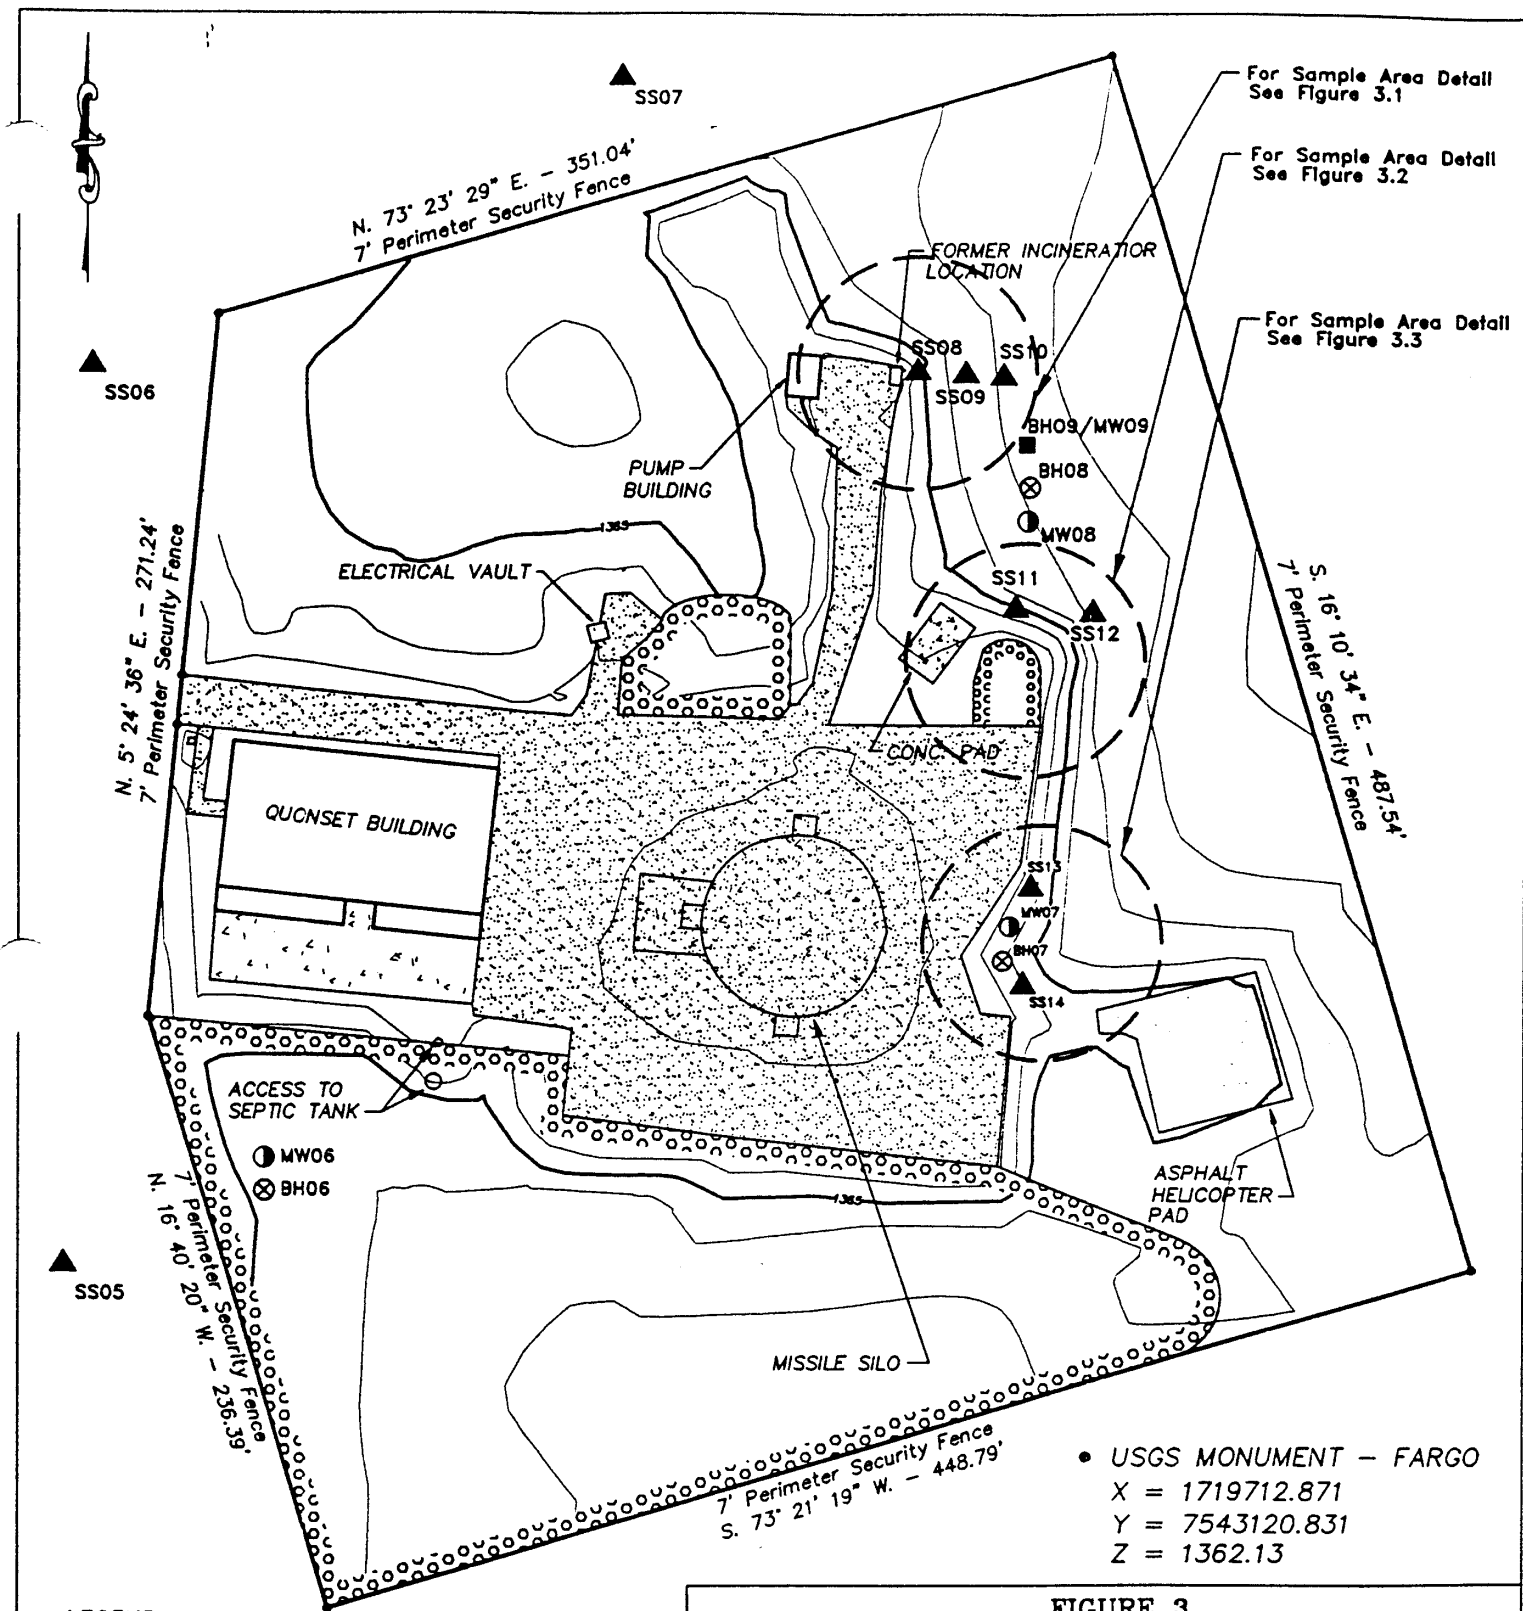 SS07
For Sample Area Detail
See Figure 3.1
For Sample Area Detail
See Figure 3.2
For Sample Area Detail
See Figure 3.3
N. 73° 23' 29" E. - 351.04'
7' Perimeter Security Fence
FORMER INCINERATIOR
LOCATION
SS06
SS08
SS09
SS10
BH09/MW09
BH08
MW08
PUMP
BUILDING
1365
ELECTRICAL VAULT
SS11
SS12
N. 5° 24' 36" E. - 271.24'
7' Perimeter Security Fence
S. 16° 10' 34" E. - 487.54'
7' Perimeter Security Fence
CONC. PAD
QUONSET BUILDING
SS13
MW07
BH07
SS14
ACCESS TO
SEPTIC TANK
MW06
BH06
1365
ASPHALT
HELICOPTER
PAD
7' Perimeter Security Fence
N. 16° 40' 20" W. - 236.39'
SS05
MISSILE SILO
7' Perimeter Security Fence
S. 73° 21' 19" W. - 448.79'
USGS MONUMENT - FARGO
X = 1719712.871
Y = 7543120.831
Z = 1362.13
FIGURE 3